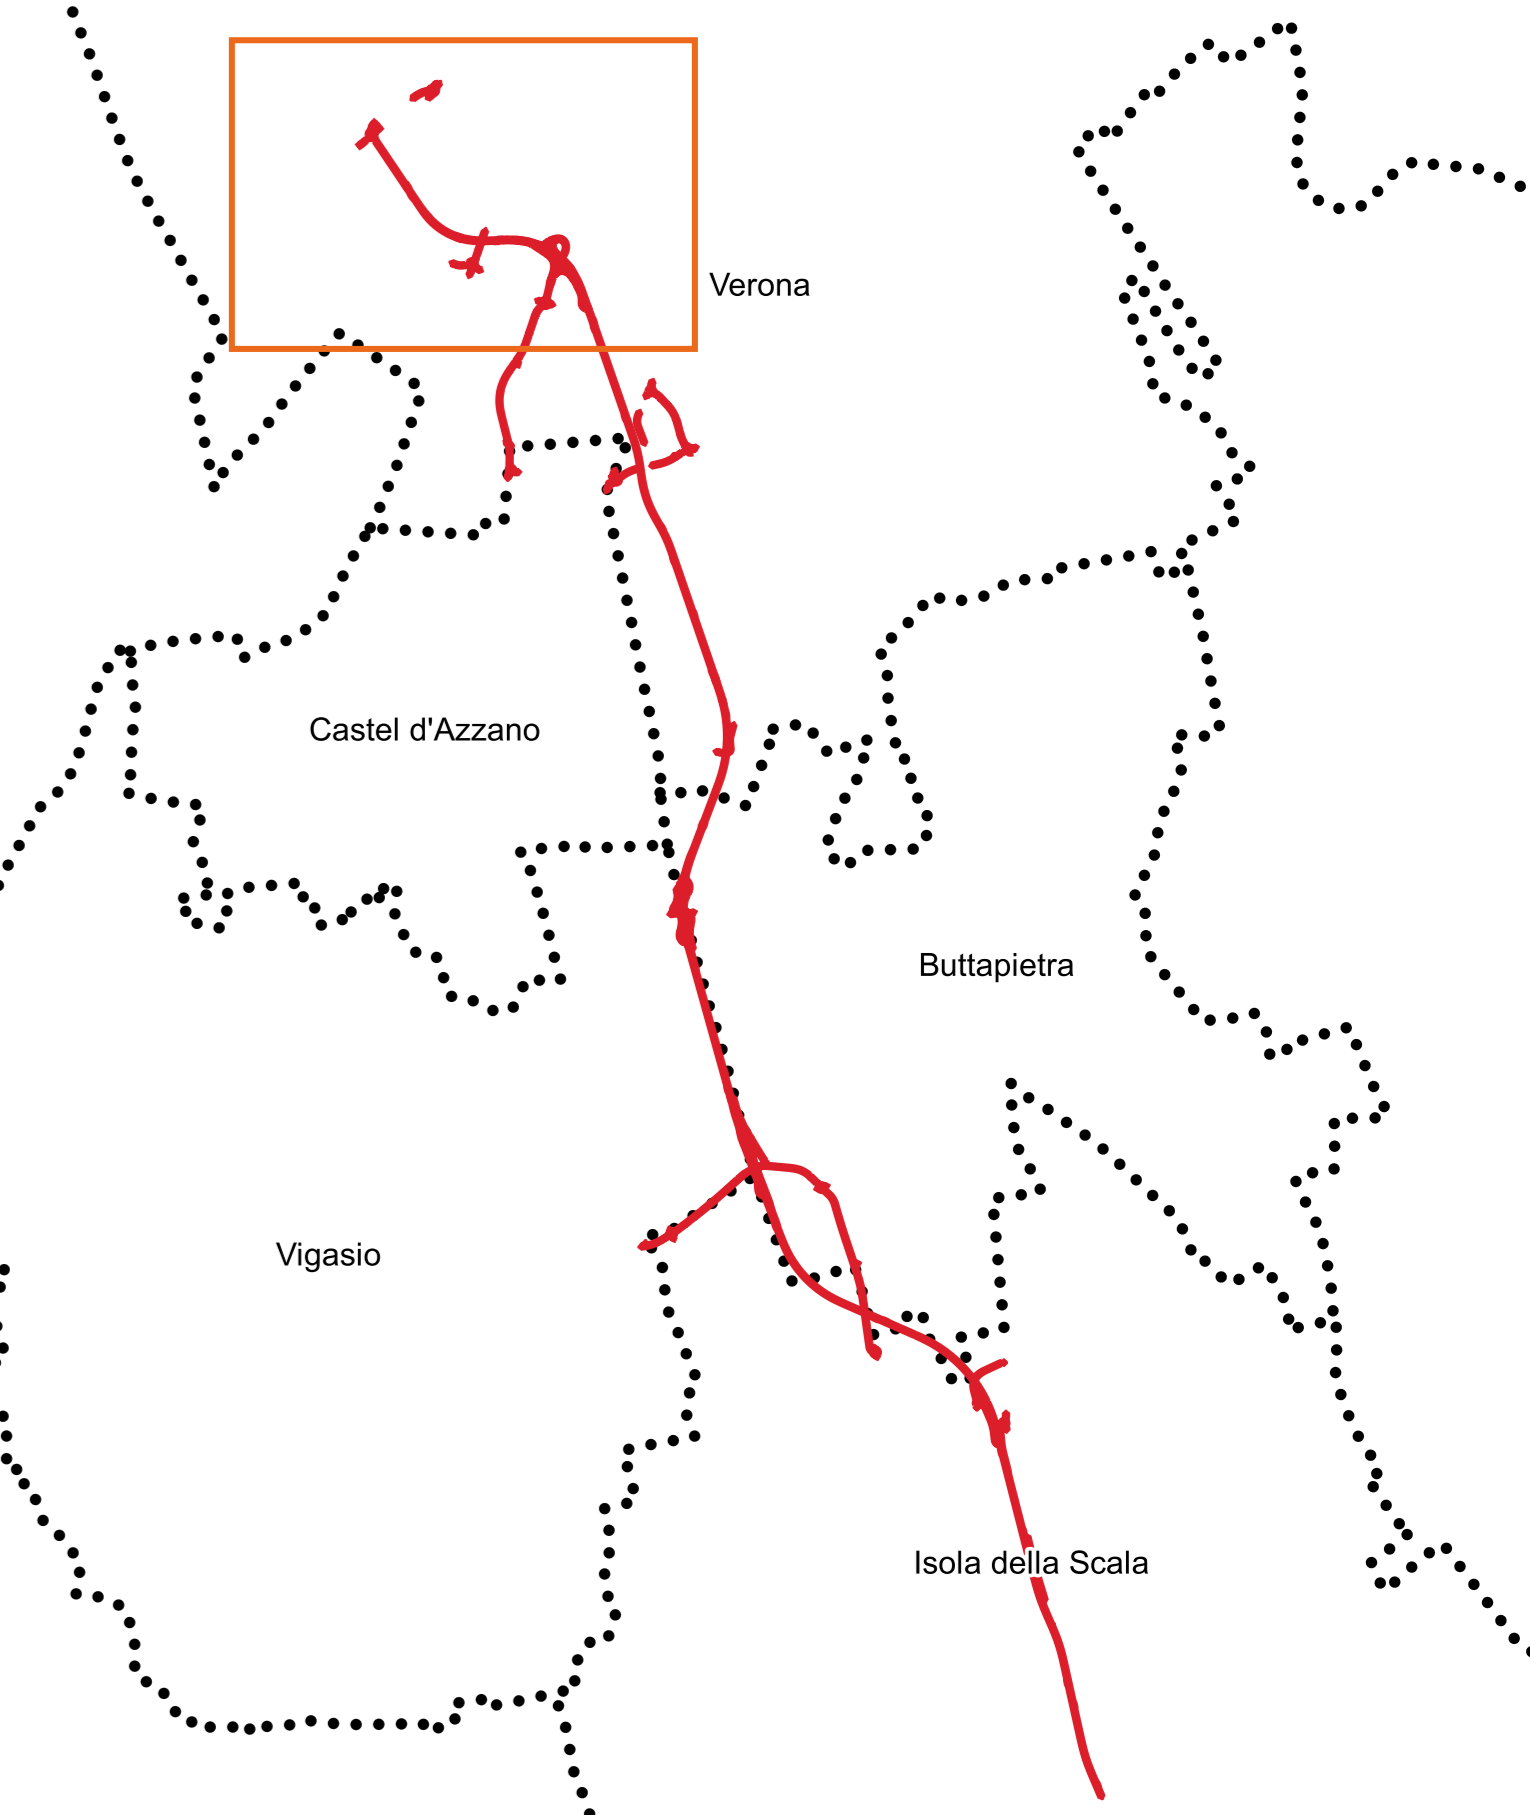 Verona
Castel d'Azzano
Buttapietra
Vigasio
Isola della Scala